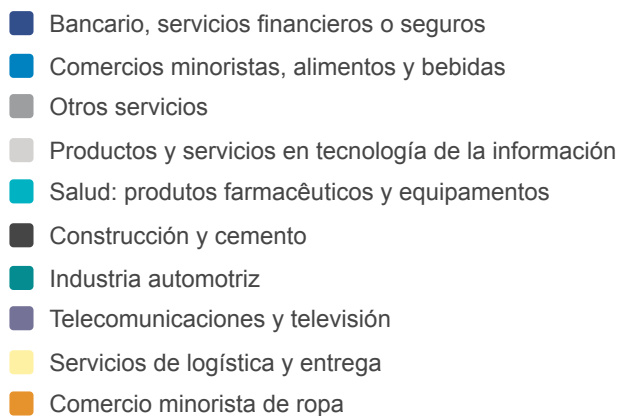 Bancario, servicios financieros o seguros
Comercios minoristas, alimentos y bebidas
Otros servicios
Productos y servicios en tecnología de la información
Salud: produtos farmacêuticos y equipamentos
Construcción y cemento
Industria automotriz
Telecomunicaciones y televisión
Servicios de logística y entrega
Comercio minorista de ropa